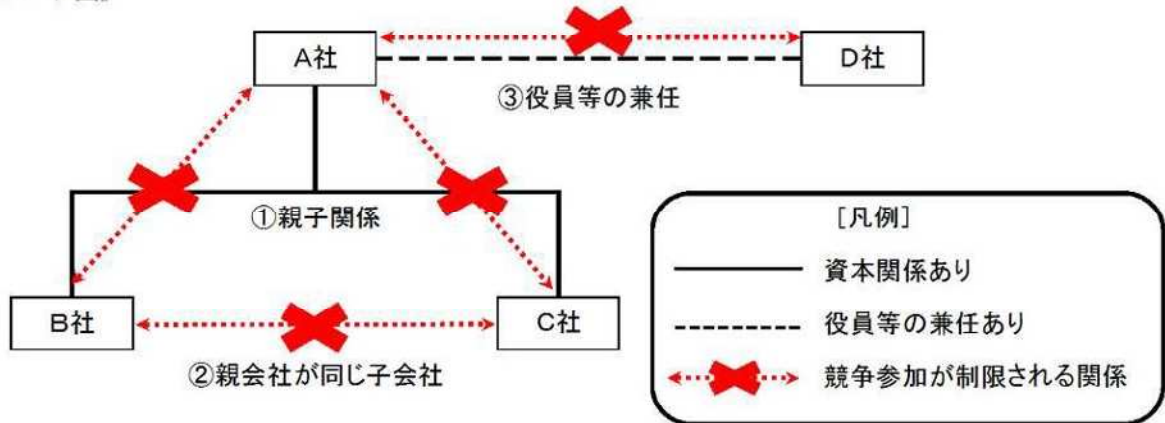 A社
D社
③役員等の兼任
①親子関係
B社
C社
②親会社が同じ子会社
[凡例]
資本関係あり
役員等の兼任あり
競争参加が制限される関係